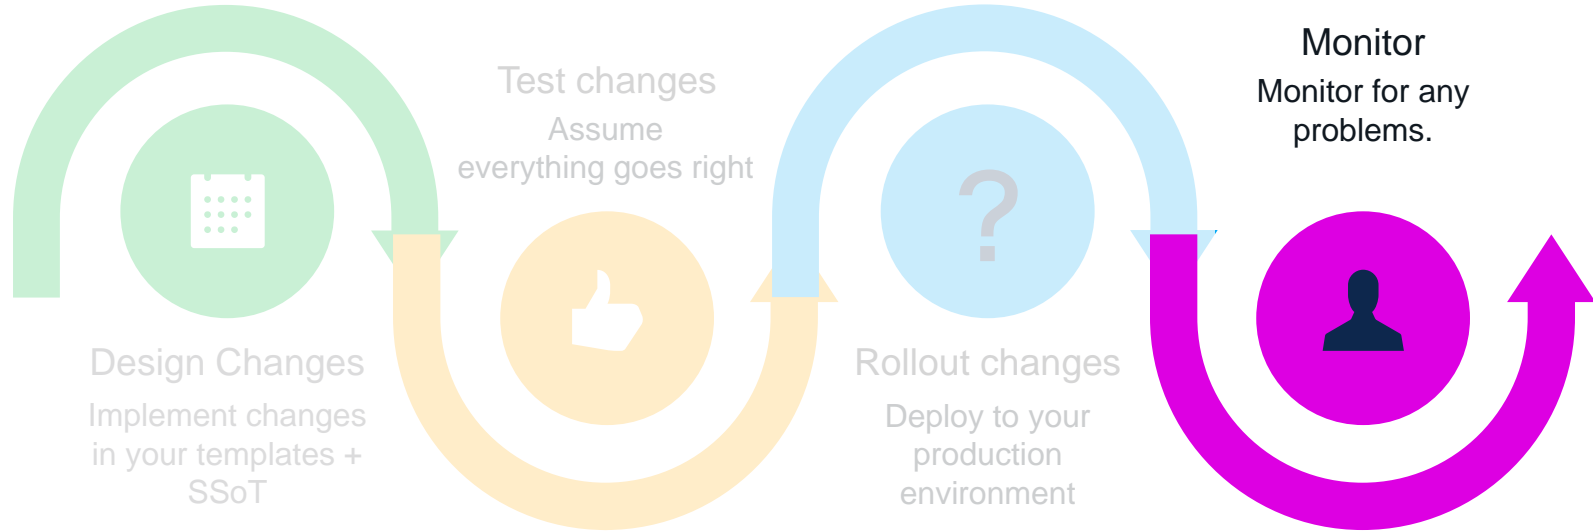 Design Changes
Implement changes
in your templates +
SSoT
Test changes
Assume
everything goes right
?
Rollout changes
Deploy to your
production
environment
Monitor
Monitor for any
problems.